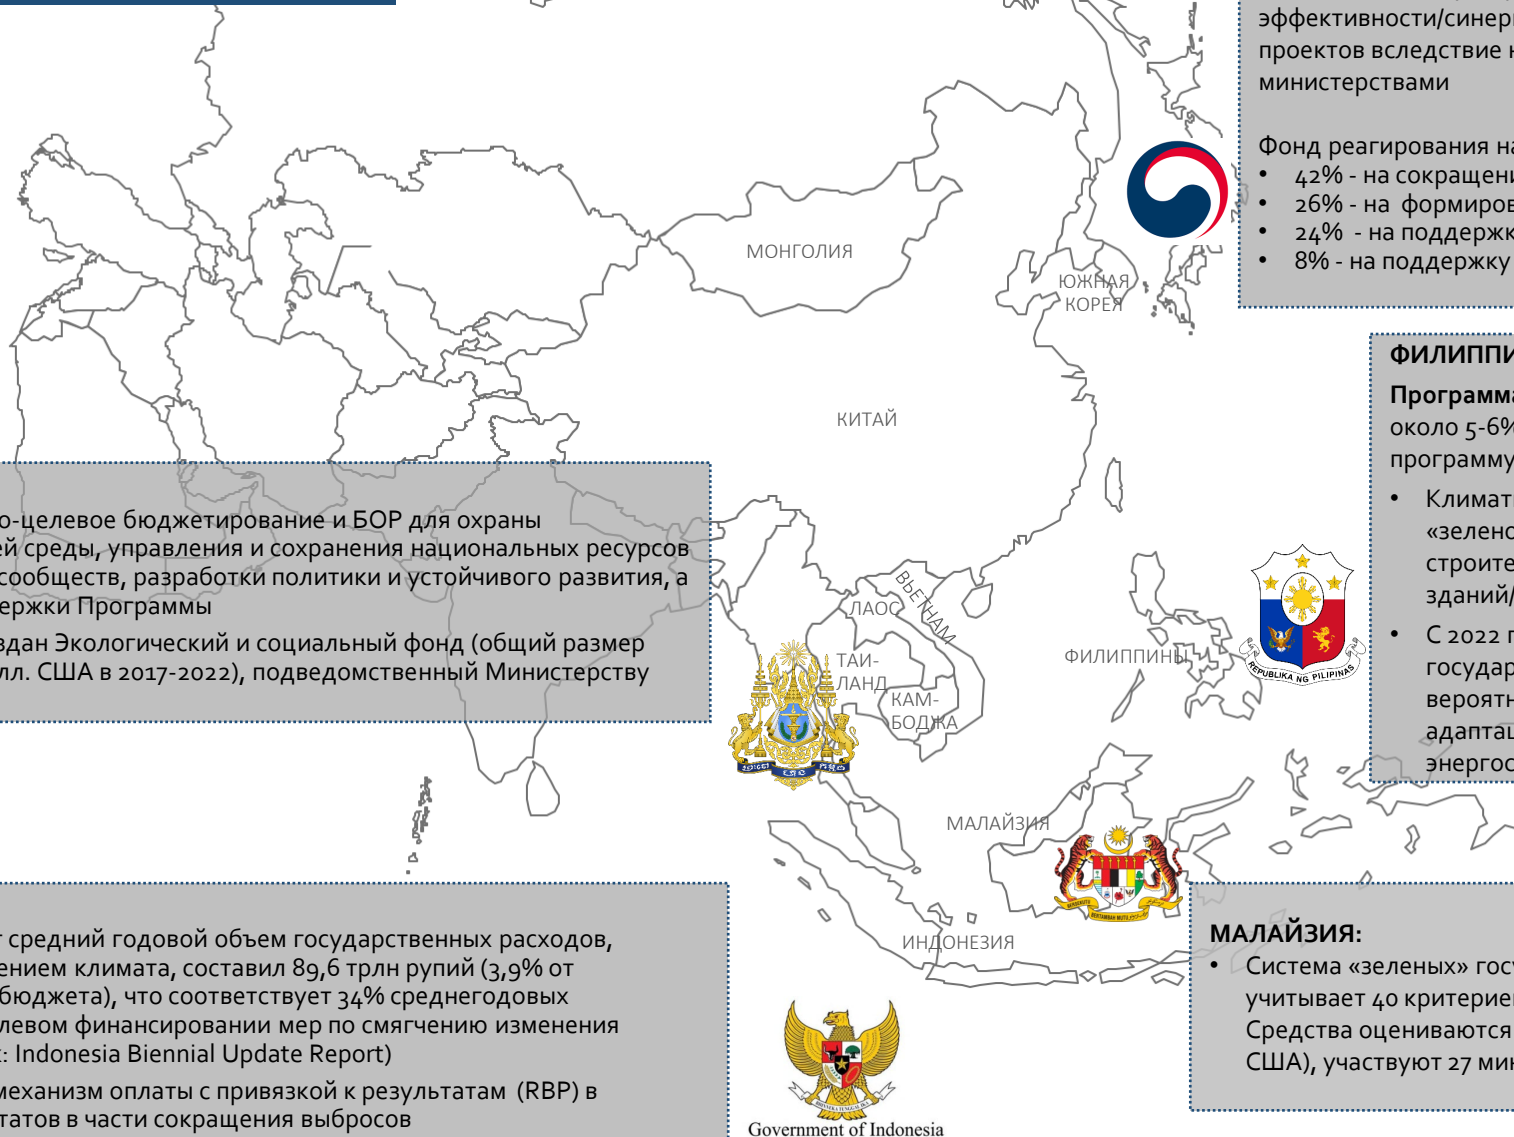 эффективности/синер
проектов вследствие
министерствами
Фонд реагирования на
• 42% - на сокращени
• 26% - на формиров
• 24% - на поддержк
• 8% - на поддержку
МОНГОЛИЯ
ЮЖНАЯ
КОРЕЯ
КИТАЙ
ФИЛИППИ
Программа
около 5-6%
программу
• Климат
«зелено
строите
зданий/
• С 2022 г
государ
вероятн
адаптац
энергос
о-целевое бюджетирование и БОР для охраны
ей среды, управления и сохранения национальных ресурсов
сообществ, разработки политики и устойчивого развития, а
держки Программы
здан Экологический и социальный фонд (общий размер
лл. США в 2017-2022), подведомственный Министерству
ВЬЕТНАМ
ЛАОС
ТАИ-
ЛАНД
КАМ-
БОДЖА
ФИЛИППИНЫ
REPUBLIKA NG PILIPINAS
МАЛАЙЗИЯ
ИНДОНЕЗИЯ
т средний годовой объем государственных расходов,
ением климата, составил 89,6 трлн рупий (3,9% от
бюджета), что соответствует 34% среднегодовых
левом финансировании мер по смягчению изменения
: Indonesia Biennial Update Report)
механизм оплаты с привязкой к результатам (RBP) в
татов в части сокращения выбросов
Government of Indonesia
МАЛАЙЗИЯ:
• Система «зеленых» госу
учитывает 40 критерие
Средства оцениваются
США), участвуют 27 мин